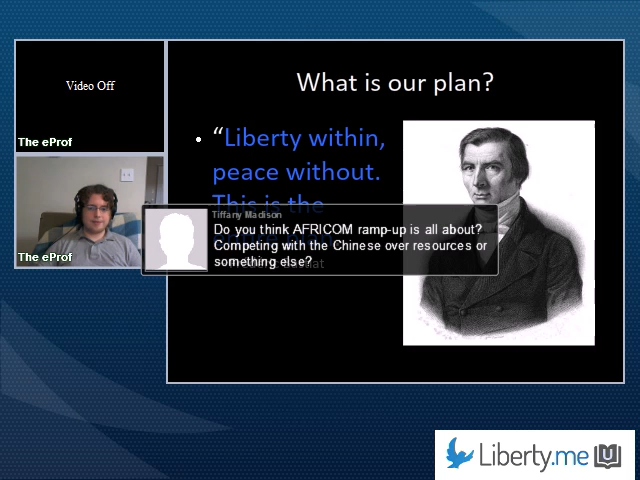 Video Off
The eProf
The eProf
What is our plan?
• “Liberty within,
peace without.
This is the
Tiffany Madison
Do you think AFRICOM ramp-up is all about?
Competing with the Chinese over resources or
something else?
Liberty.me U